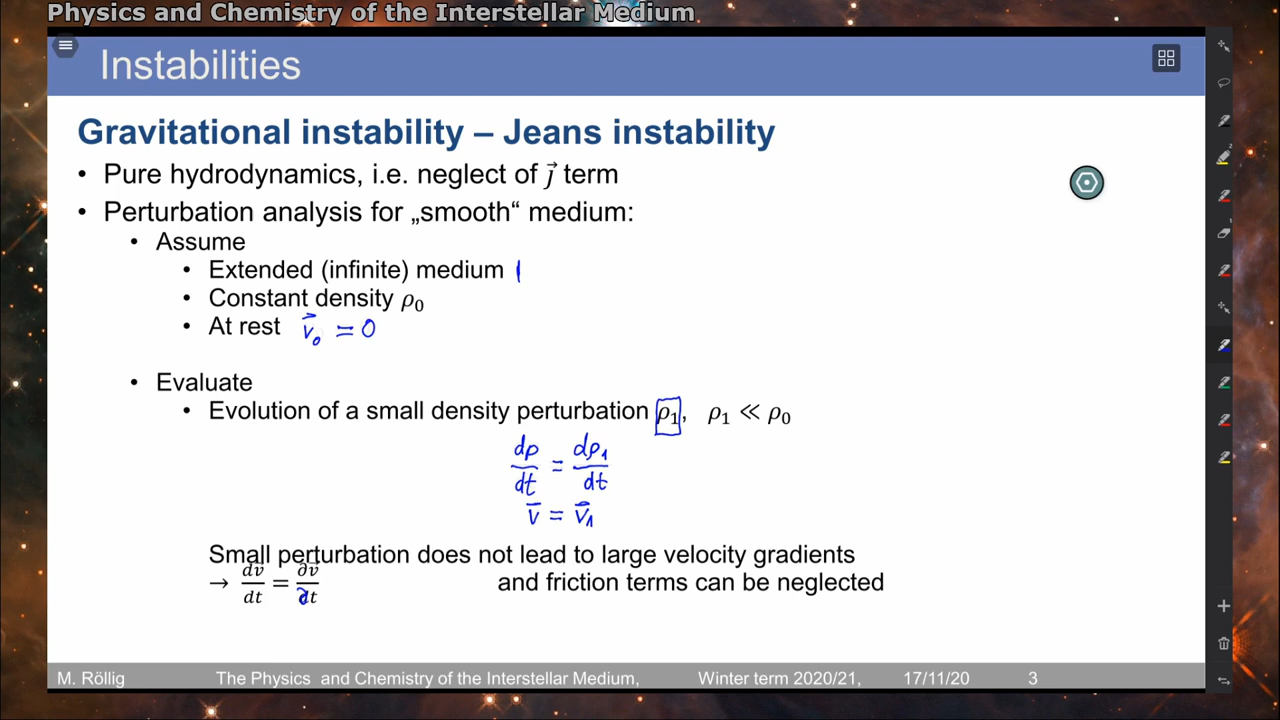 Physics and Chemistry of the Interstellar Medium
Instabilities
Gravitational instability – Jeans instability
• Pure hydrodynamics, i.e. neglect of j⃗ term
• Perturbation analysis for „smooth“ medium:
• Assume
• Extended (infinite) medium
• Constant density ρ₀
• At rest v⃗₀ = 0
• Evaluate
• Evolution of a small density perturbation ρ₁, ρ₁ ≪ ρ₀
dρ/dt = dρ₁/dt
v⃗ = v⃗₁
Small perturbation does not lead to large velocity gradients
→ dv⃗/dt = ∂v⃗/∂t and friction terms can be neglected
M. Röllig The Physics and Chemistry of the Interstellar Medium, Winter term 2020/21, 17/11/20 3